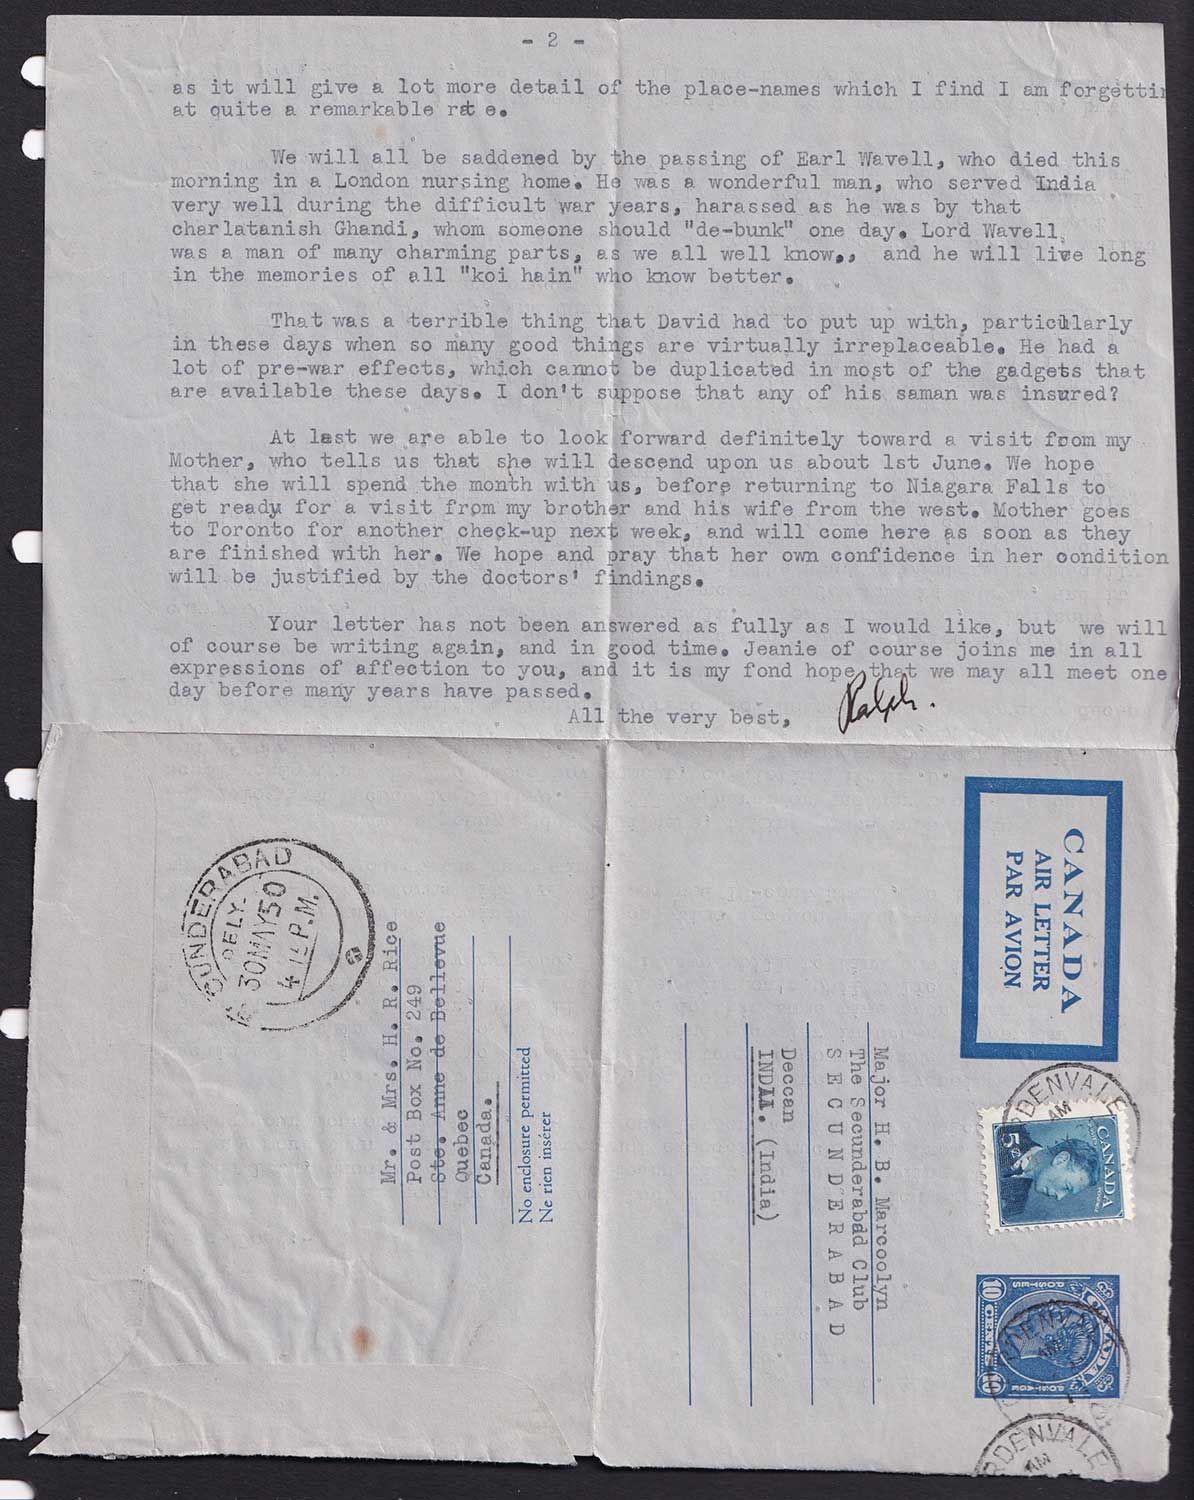 - 2 -
as it will give a lot more detail of the place-names which I find I am forgettin
at quite a remarkable rate.
We will all be saddened by the passing of Earl Wavell, who died this
morning in a London nursing home. He was a wonderful man, who served India
very well during the difficult war years, harassed as he was by that
charlatanish Ghandi, whom someone should "de-bunk" one day. Lord Wavell,
was a man of many charming parts, as we all well know., and he will live long
in the memories of all "koi hain" who know better.
That was a terrible thing that David had to put up with, particularly
in these days when so many good things are virtually irreplaceable. He had a
lot of pre-war effects, which cannot be duplicated in most of the gadgets that
are available these days. I don't suppose that any of his saman was insured?
At last we are able to look forward definitely toward a visit from my
Mother, who tells us that she will descend upon us about 1st June. We hope
that she will spend the month with us, before returning to Niagara Falls to
get ready for a visit from my brother and his wife from the west. Mother goes
to Toronto for another check-up next week, and will come here as soon as they
are finished with her. We hope and pray that her own confidence in her condition
will be justified by the doctors' findings.
Your letter has not been answered as fully as I would like, but we will
of course be writing again, and in good time. Jeanie of course joins me in all
expressions of affection to you, and it is my fond hope that we may all meet one
day before many years have passed.
All the very best, Ralph.
CANADA
AIR LETTER
PAR AVION
CANADA
5¢
POSTES
CANADA
10 CENTS 10
POSTAGE
RDENVALE
AM
RDENVALE
AM
Major H. B. Marcoolyn
The Secunderabad Club
SECUNDERABAD
Deccan
INDIA. (India)
Mr. & Mrs. H. R. Rice
Post Box No. 249
Ste. Anne de Bellevue
Quebec
Canada.
No enclosure permitted
Ne rien insérer
CUNDERABAD
DELY.
30MAY50
P.M.